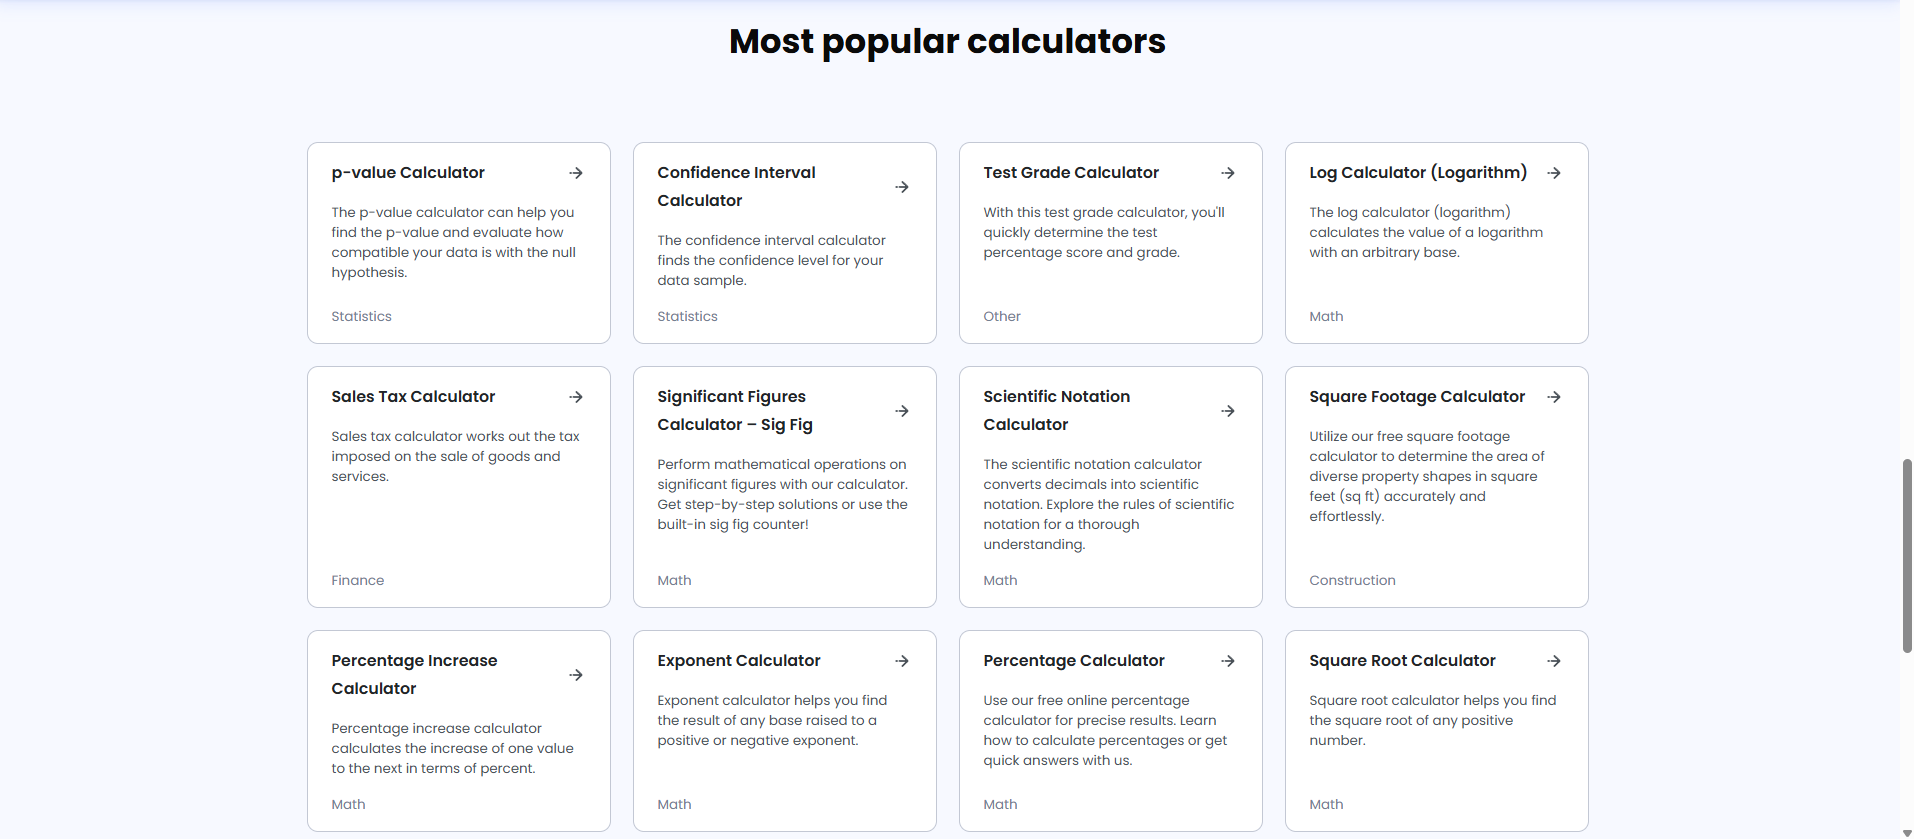 Most popular calculators
p-value Calculator
The p-value calculator can help you
find the p-value and evaluate how
compatible your data is with the null
hypothesis.
Statistics
Confidence Interval
Calculator
The confidence interval calculator
finds the confidence level for your
data sample.
Statistics
Test Grade Calculator
With this test grade calculator, you'll
quickly determine the test
percentage score and grade.
Other
Log Calculator (Logarithm)
The log calculator (logarithm)
calculates the value of a logarithm
with an arbitrary base.
Math
Sales Tax Calculator
Sales tax calculator works out the tax
imposed on the sale of goods and
services.
Finance
Significant Figures
Calculator – Sig Fig
Perform mathematical operations on
significant figures with our calculator.
Get step-by-step solutions or use the
built-in sig fig counter!
Math
Scientific Notation
Calculator
The scientific notation calculator
converts decimals into scientific
notation. Explore the rules of scientific
notation for a thorough
understanding.
Math
Square Footage Calculator
Utilize our free square footage
calculator to determine the area of
diverse property shapes in square
feet (sq ft) accurately and
effortlessly.
Construction
Percentage Increase
Calculator
Percentage increase calculator
calculates the increase of one value
to the next in terms of percent.
Math
Exponent Calculator
Exponent calculator helps you find
the result of any base raised to a
positive or negative exponent.
Math
Percentage Calculator
Use our free online percentage
calculator for precise results. Learn
how to calculate percentages or get
quick answers with us.
Math
Square Root Calculator
Square root calculator helps you find
the square root of any positive
number.
Math